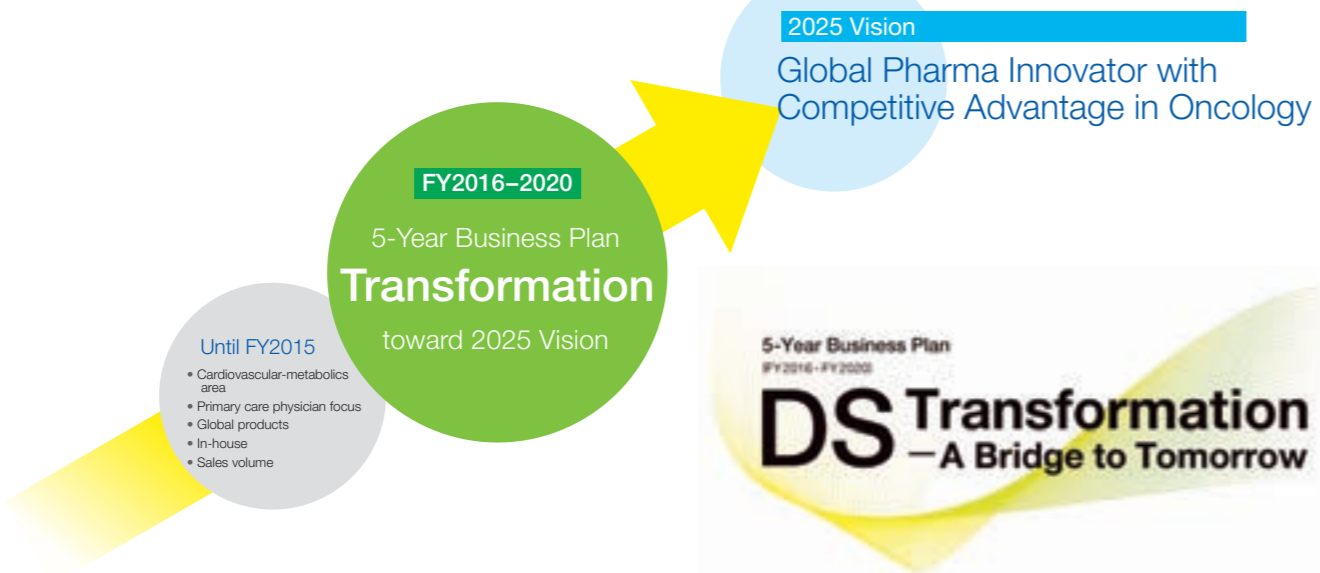 2025 Vision
Global Pharma Innovator with
Competitive Advantage in Oncology
FY2016–2020
5-Year Business Plan
Transformation
toward 2025 Vision
Until FY2015
• Cardiovascular-metabolics
area
• Primary care physician focus
• Global products
• In-house
• Sales volume
5-Year Business Plan
(FY2016–FY2020)
DS Transformation
—A Bridge to Tomorrow